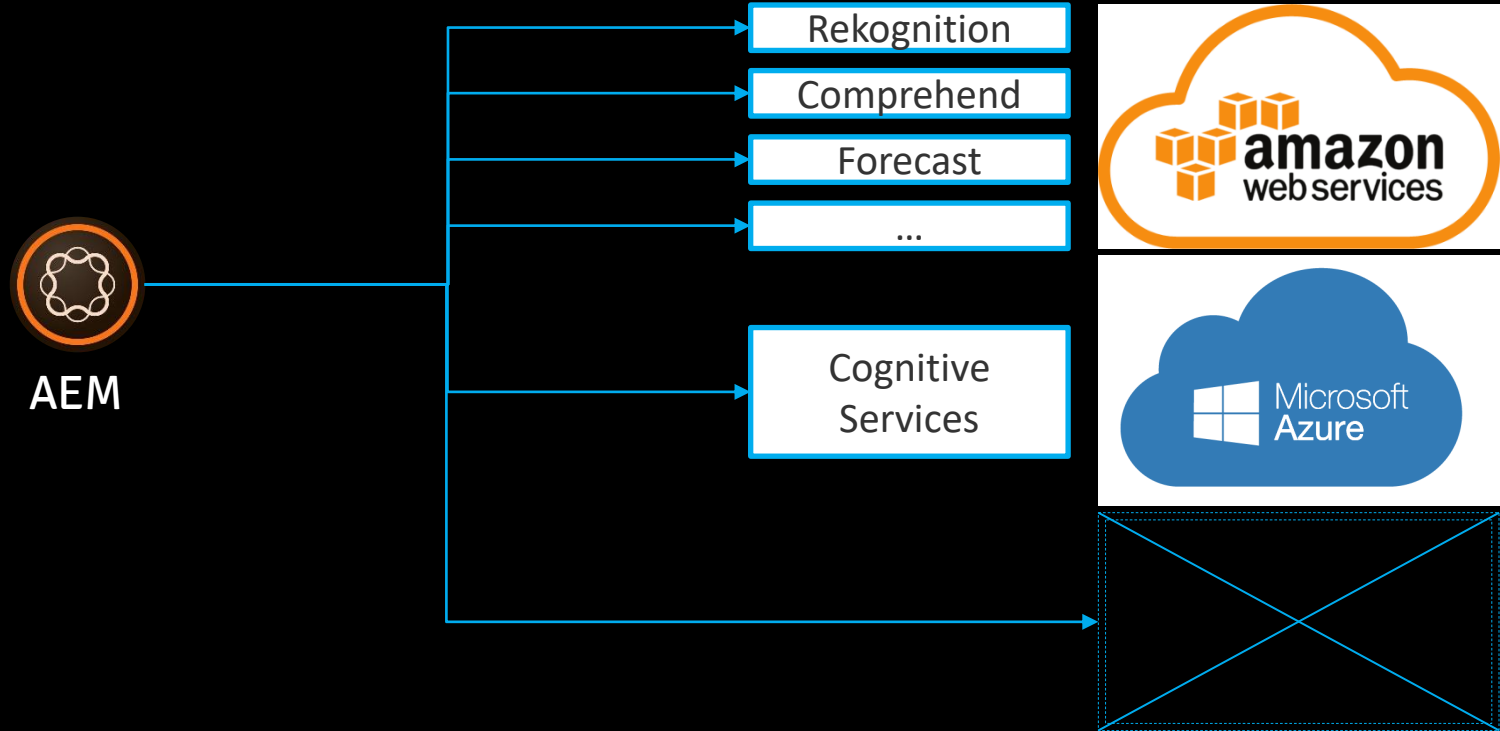 Rekognition
Comprehend
Forecast
...
AEM
Cognitive
Services
amazon
web services
Microsoft
Azure